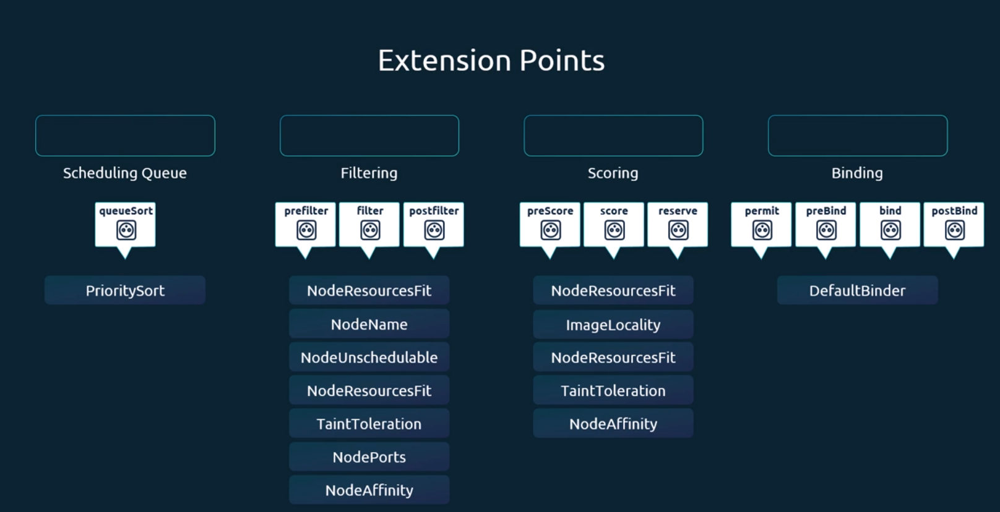 Extension Points
Scheduling Queue
Filtering
Scoring
Binding
queueSort
prefilter
filter
postfilter
preScore
score
reserve
permit
preBind
bind
postBind
PrioritySort
NodeResourcesFit
NodeName
NodeUnschedulable
NodeResourcesFit
TaintToleration
NodePorts
NodeAffinity
NodeResourcesFit
ImageLocality
NodeResourcesFit
TaintToleration
NodeAffinity
DefaultBinder